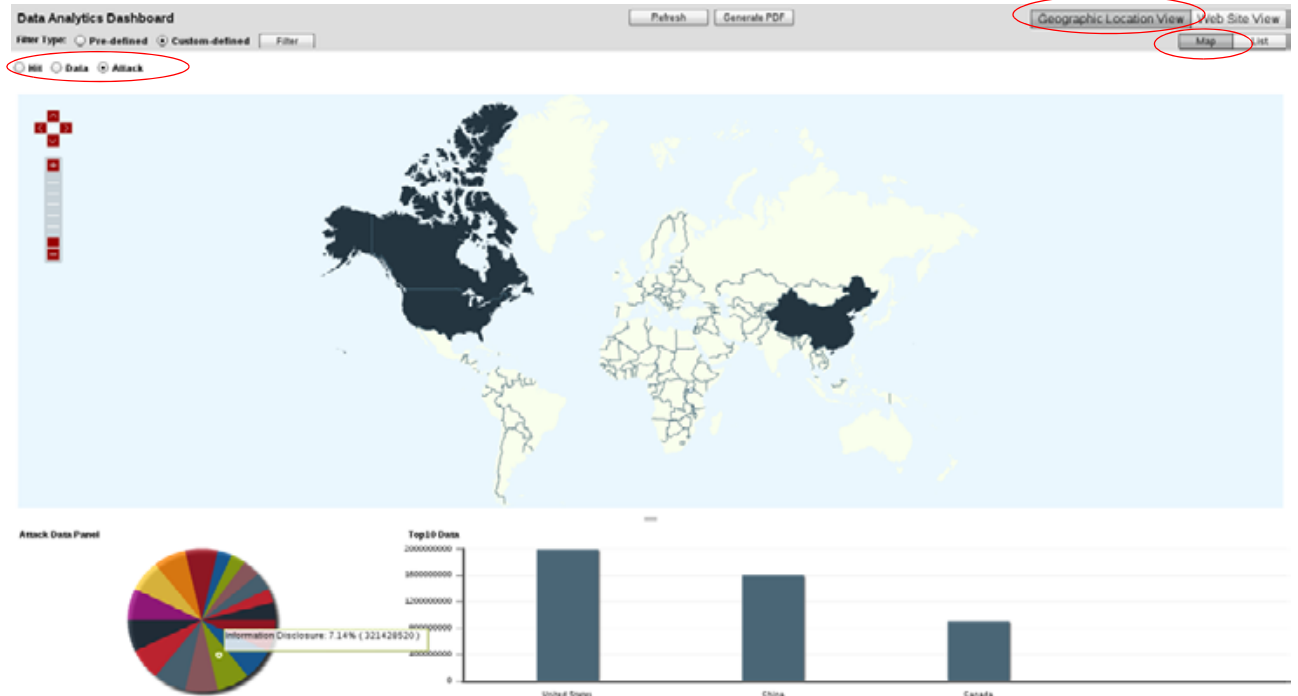 Data Analytics Dashboard
Refresh
Generate PDF
Geographic Location View
Web Site View
Filter Type:
Pre-defined
Custom-defined
Filter
Map
List
Hit
Data
Attack
Attack Data Panel
Top10 Data
2000000000
1600000000
1200000000
800000000
400000000
0
Information Disclosure: 7.14% ( 321428520 )
United States
China
Canada